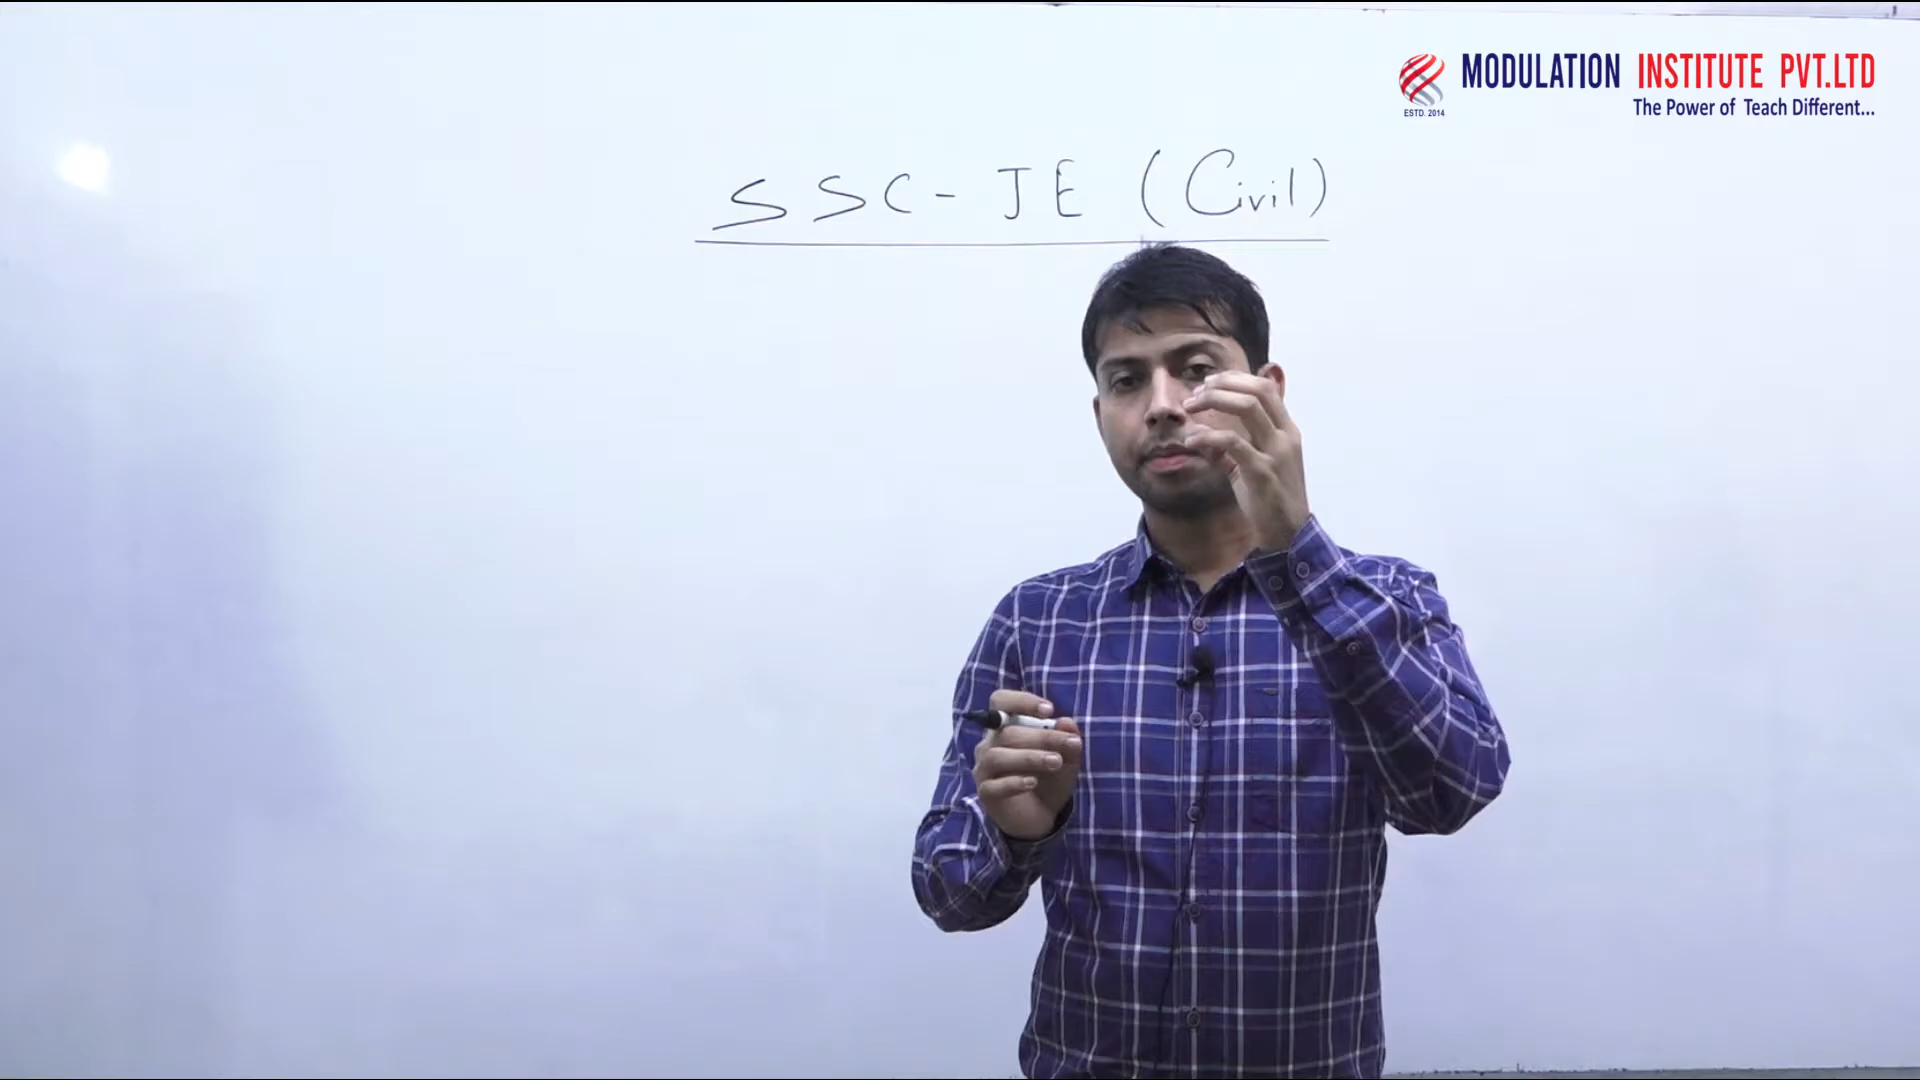 MODULATION INSTITUTE PVT.LTD
The Power of Teach Different...
ESTD. 2014
SSC-JE (Civil)